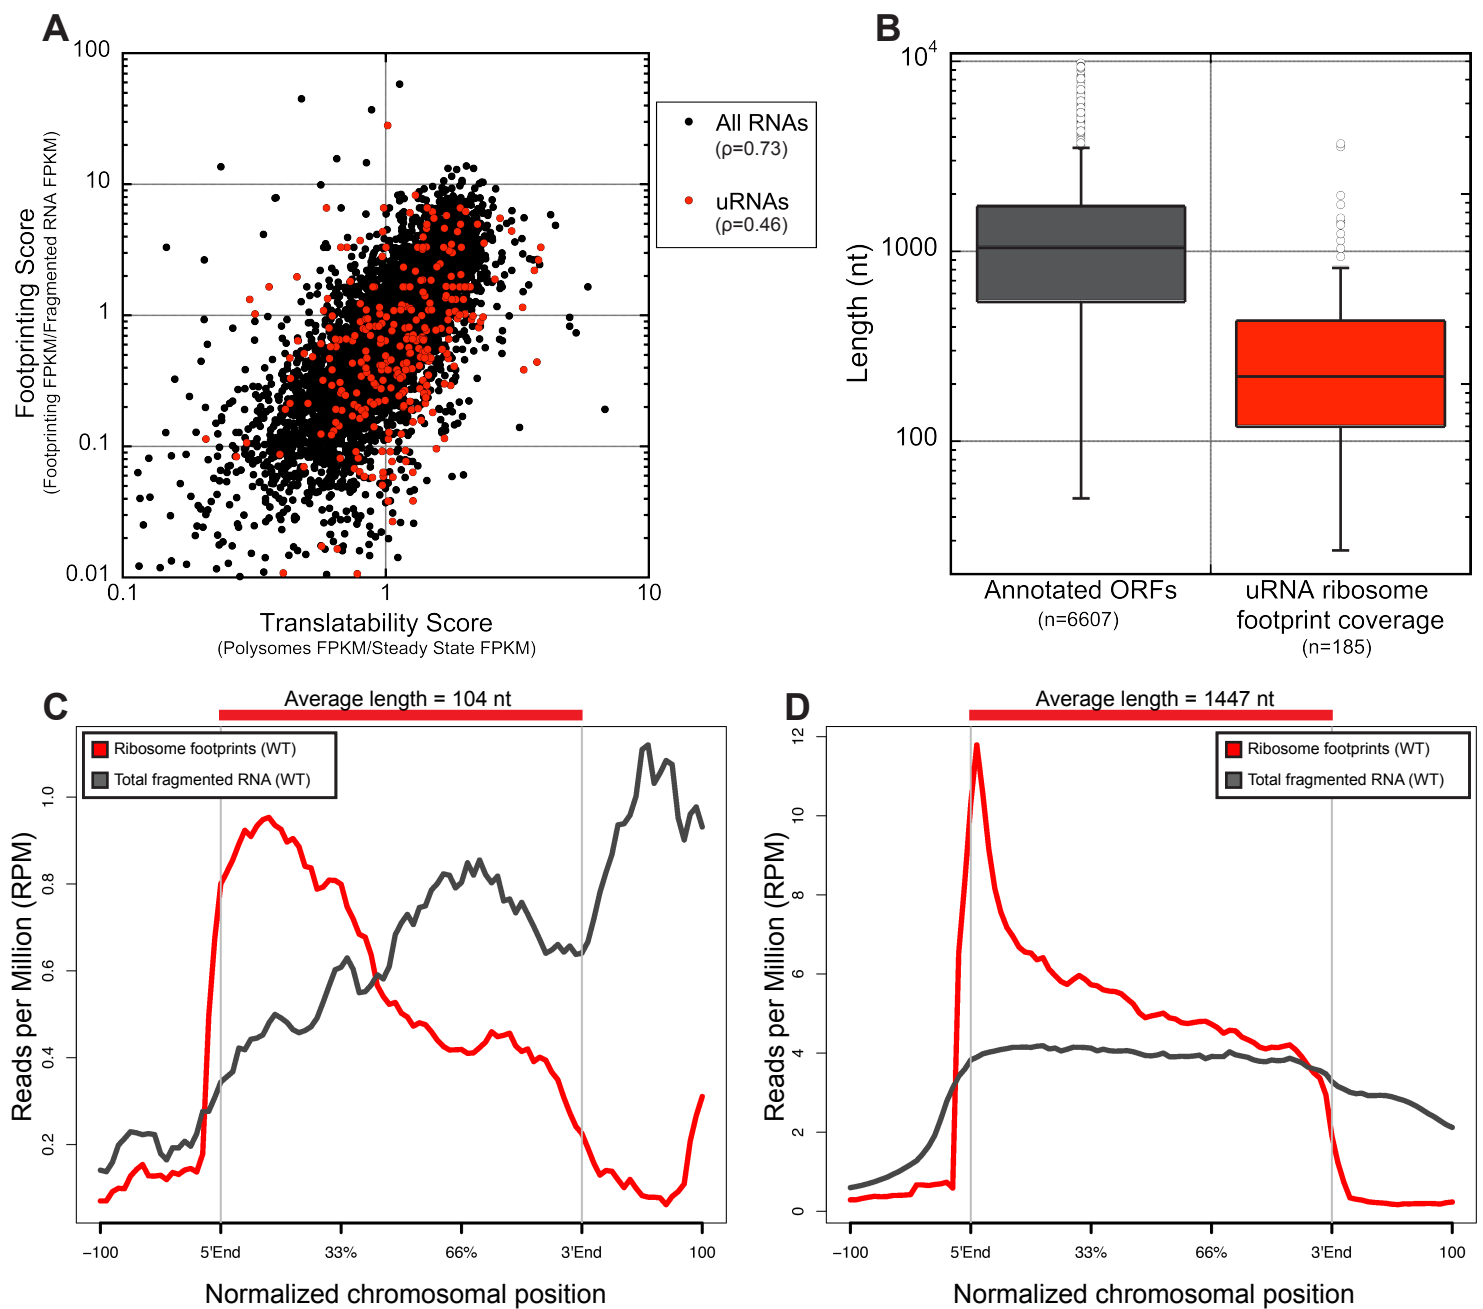 A
100
10
1
0.1
0.01
0.1
1
10
Footprinting Score
(Footprinting FPKM/Fragmented RNA FPKM)
Translatability Score
(Polysomes FPKM/Steady State FPKM)
All RNAs
(ρ=0.73)
uRNAs
(ρ=0.46)
B
10⁴
1000
100
Length (nt)
Annotated ORFs
(n=6607)
uRNA ribosome
footprint coverage
(n=185)
C
Average length = 104 nt
Ribosome footprints (WT)
Total fragmented RNA (WT)
1.0
0.8
0.6
0.4
0.2
Reads per Million (RPM)
−100
5'End
33%
66%
3'End
100
Normalized chromosomal position
D
Average length = 1447 nt
Ribosome footprints (WT)
Total fragmented RNA (WT)
12
10
8
6
4
2
0
Reads per Million (RPM)
−100
5'End
33%
66%
3'End
100
Normalized chromosomal position